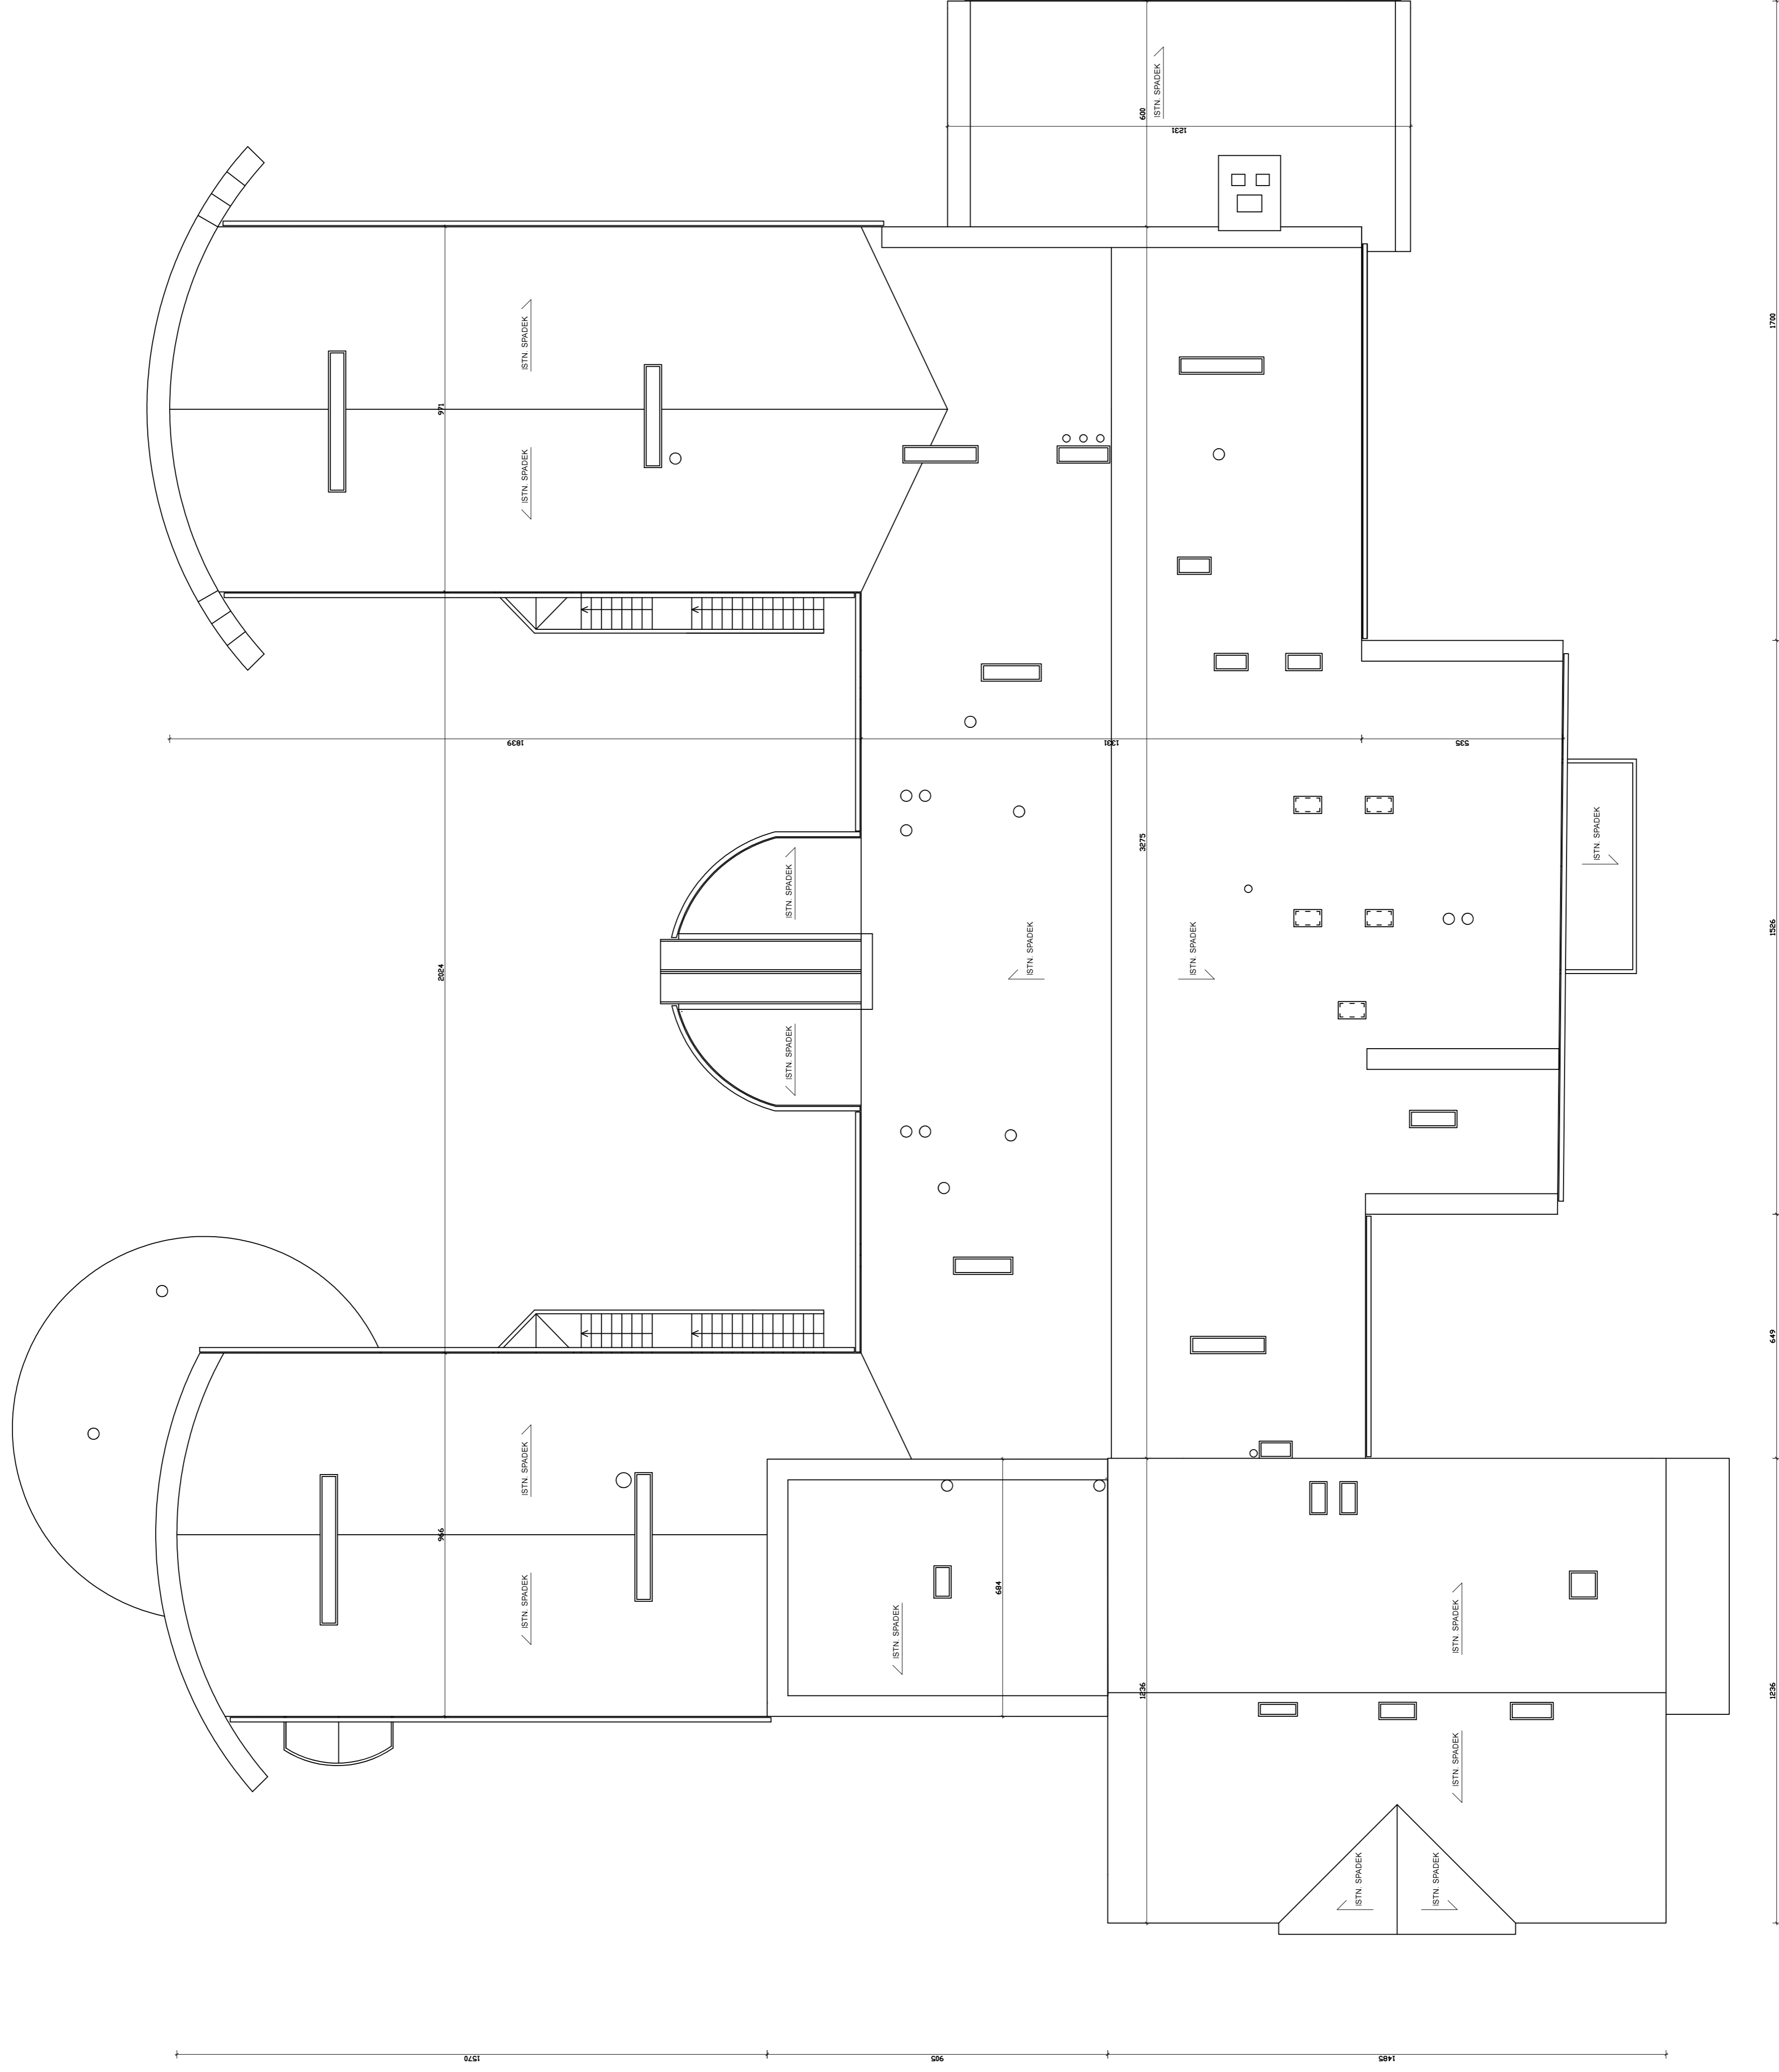 ISTN. SPADEK
600
1231
1700
ISTN. SPADEK
971
ISTN. SPADEK
1839
1331
535
ISTN. SPADEK
3275
ISTN. SPADEK
ISTN. SPADEK
ISTN. SPADEK
1526
2024
ISTN. SPADEK
649
ISTN. SPADEK
966
684
ISTN. SPADEK
ISTN. SPADEK
ISTN. SPADEK
1236
1236
ISTN. SPADEK
ISTN. SPADEK
ISTN. SPADEK
1570
905
1485